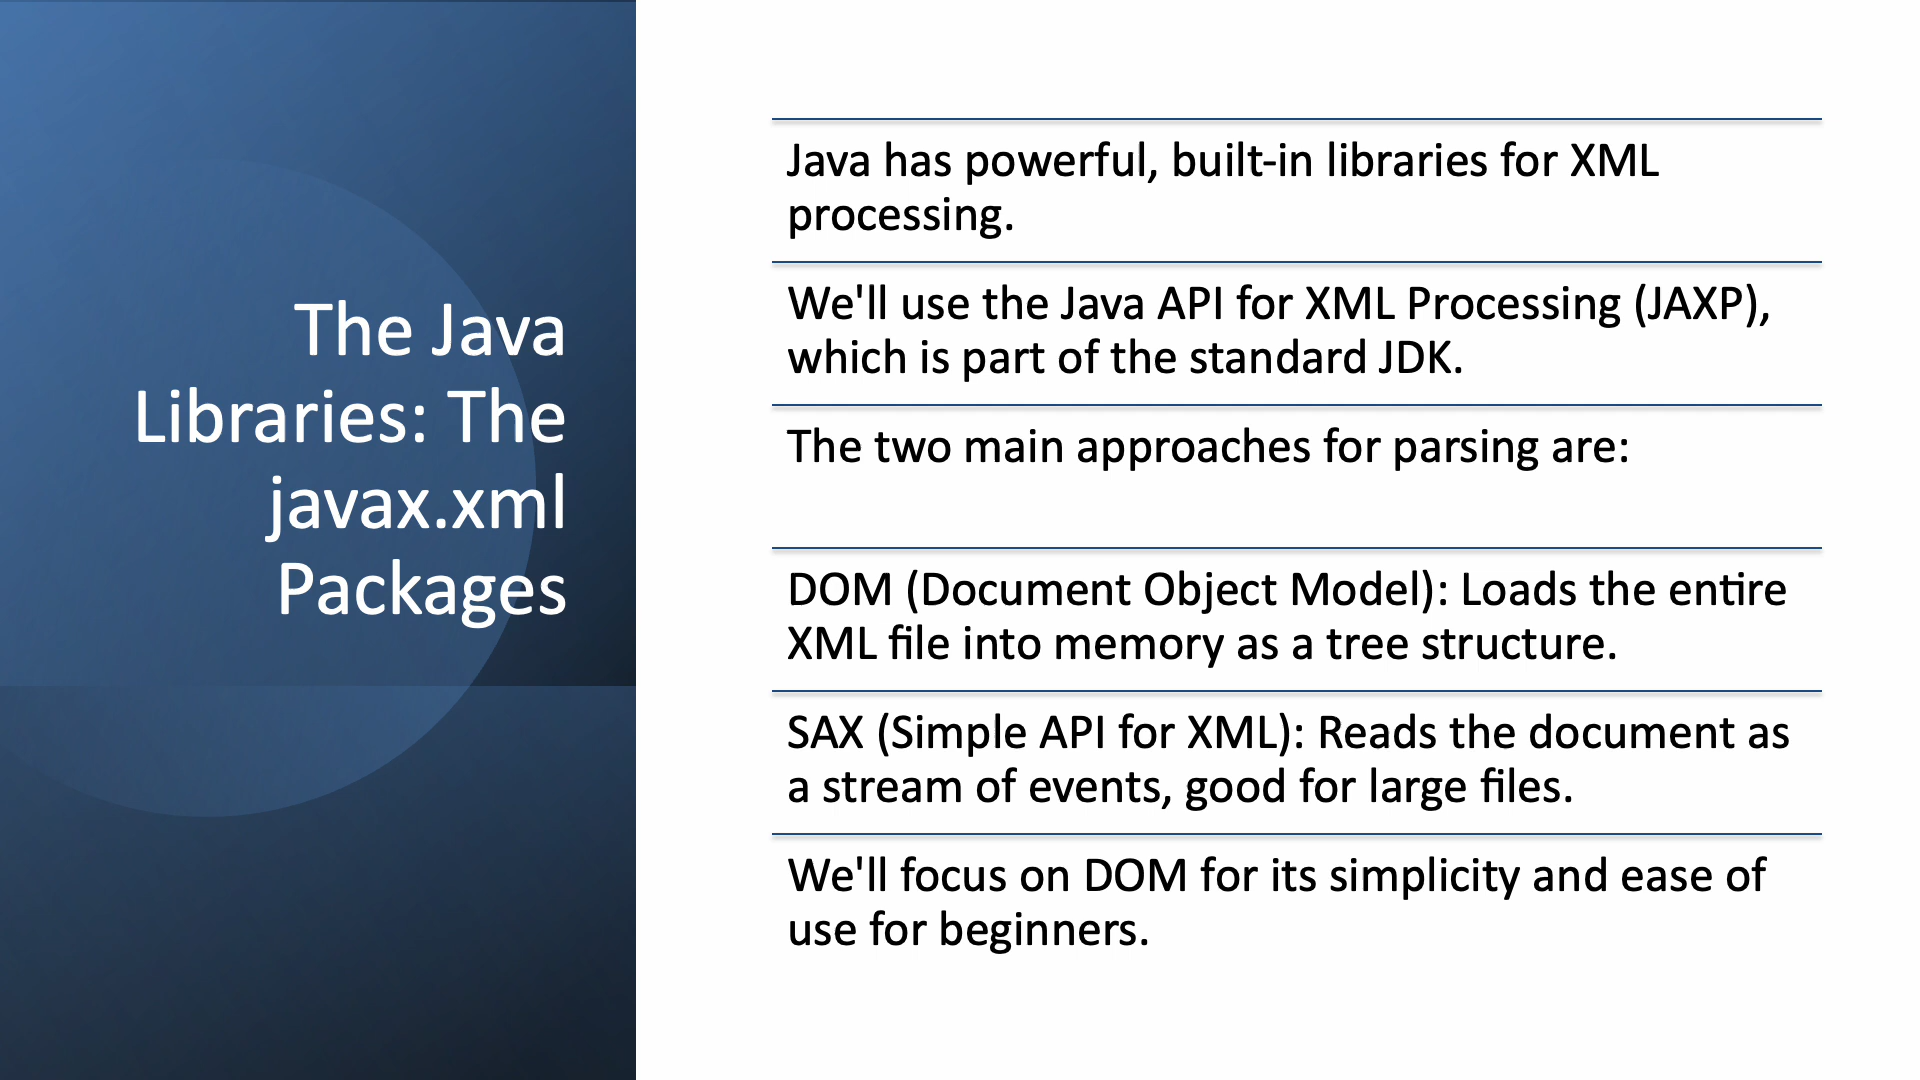 The Java
Libraries: The
javax.xml
Packages
Java has powerful, built-in libraries for XML
processing.
We'll use the Java API for XML Processing (JAXP),
which is part of the standard JDK.
The two main approaches for parsing are:
DOM (Document Object Model): Loads the entire
XML file into memory as a tree structure.
SAX (Simple API for XML): Reads the document as
a stream of events, good for large files.
We'll focus on DOM for its simplicity and ease of
use for beginners.